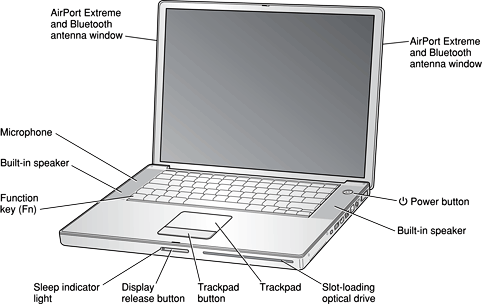 AirPort Extreme
and Bluetooth
antenna window
AirPort Extreme
and Bluetooth
antenna window
Microphone
Built-in speaker
Function
key (Fn)
Power button
Built-in speaker
Sleep indicator
light
Display
release button
Trackpad
button
Trackpad
Slot-loading
optical drive